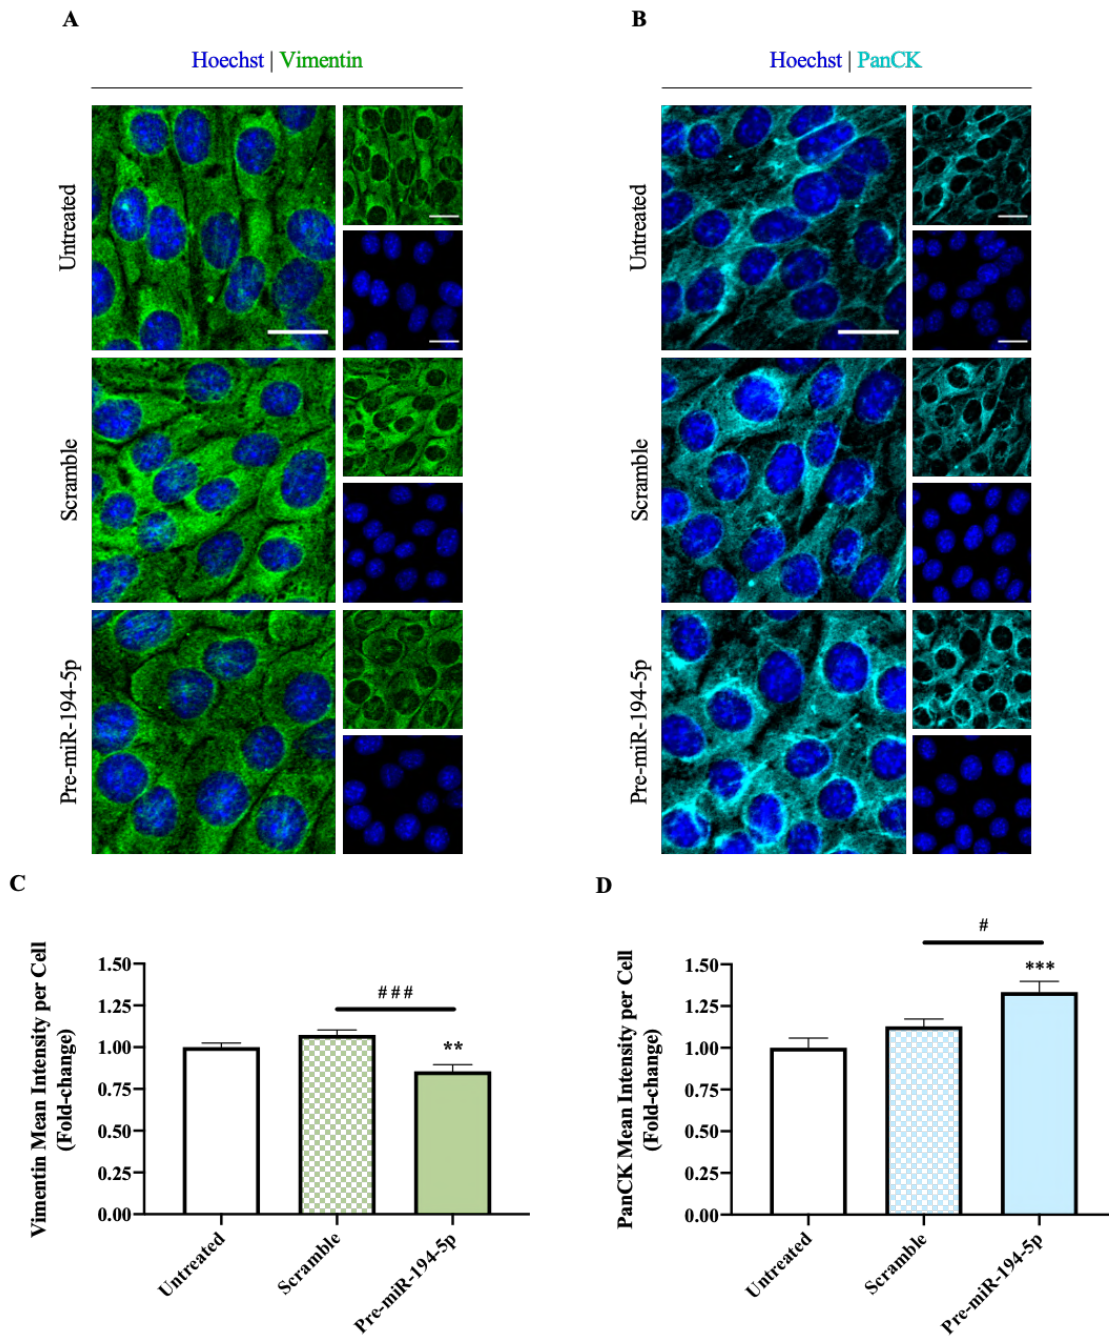 A
Hoechst | Vimentin
Untreated
Scramble
Pre-miR-194-5p
B
Hoechst | PanCK
Untreated
Scramble
Pre-miR-194-5p
C
Vimentin Mean Intensity per Cell
(Fold-change)
1.50
1.25
1.00
0.75
0.50
0.25
0.00
###
**
Untreated
Scramble
Pre-miR-194-5p
D
PanCK Mean Intensity per Cell
(Fold-change)
1.50
1.25
1.00
0.75
0.50
0.25
0.00
#
***
Untreated
Scramble
Pre-miR-194-5p